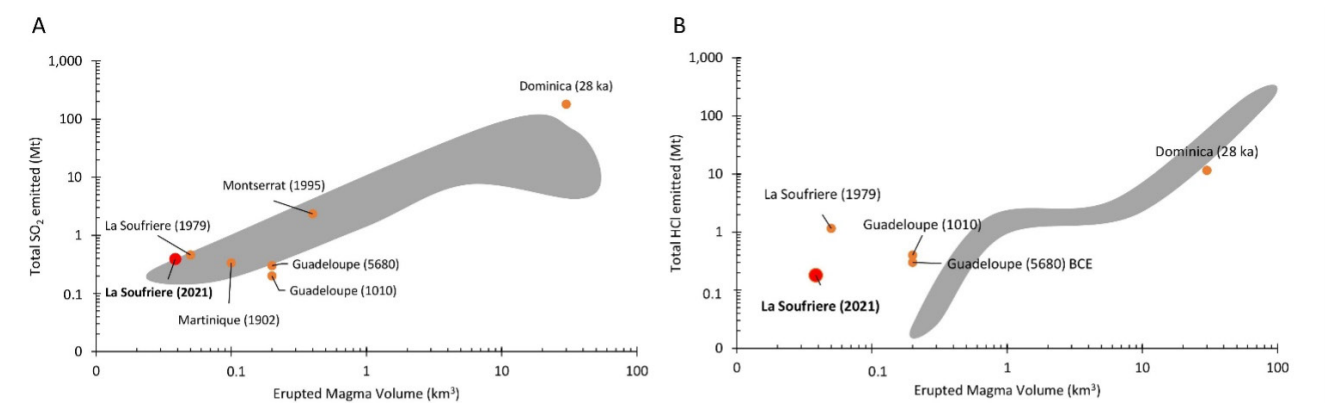 A
B
1,000
100
10
1
0.1
0
Total SO2 emitted (Mt)
Dominica (28 ka)
Montserrat (1995)
La Soufriere (1979)
La Soufriere (2021)
Guadeloupe (5680)
Guadeloupe (1010)
Martinique (1902)
0 0.1 1 10 100
Erupted Magma Volume (km3)
1,000
100
10
1
0.1
0
Total HCl emitted (Mt)
Dominica (28 ka)
La Soufriere (1979)
Guadeloupe (1010)
Guadeloupe (5680) BCE
La Soufriere (2021)
0 0.1 1 10 100
Erupted Magma Volume (km3)